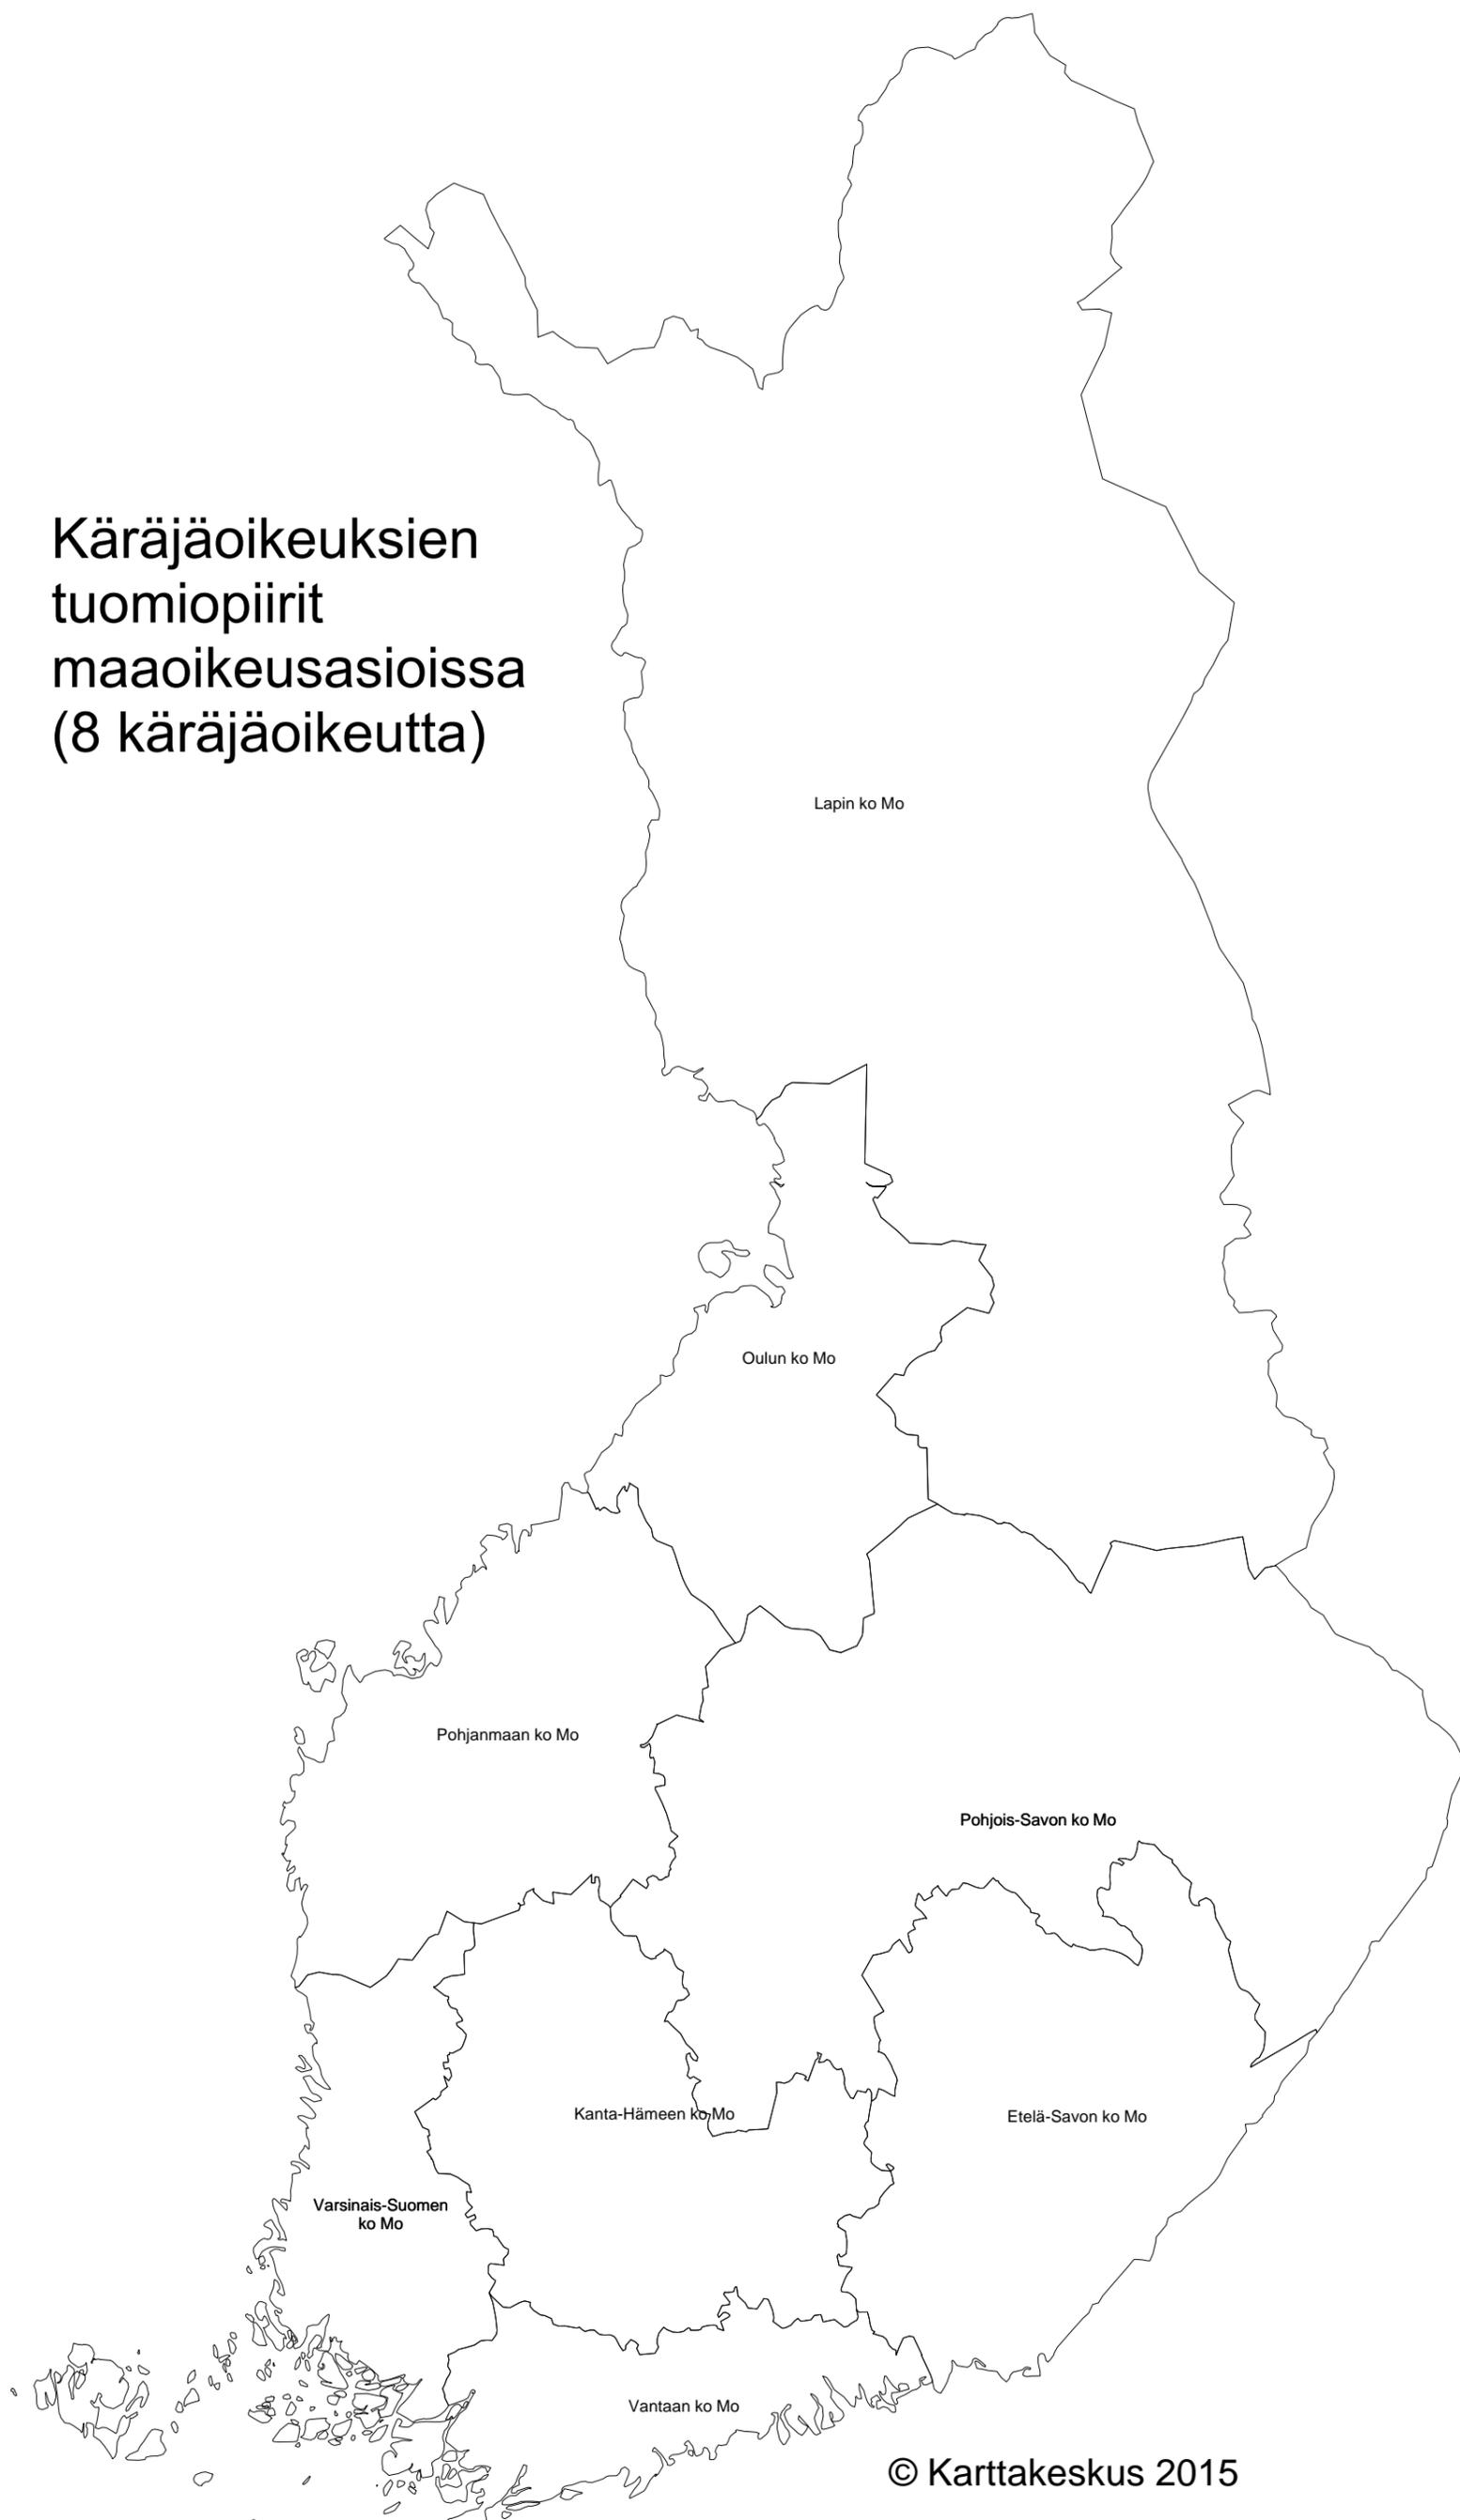 Käräjäoikeuksien
tuomiopiirit
maaoikeusasioissa
(8 käräjäoikeutta)
Lapin ko Mo
Oulun ko Mo
Pohjanmaan ko Mo
Pohjois-Savon ko Mo
Kanta-Hämeen ko Mo
Etelä-Savon ko Mo
Varsinais-Suomen
ko Mo
Vantaan ko Mo
© Karttakeskus 2015